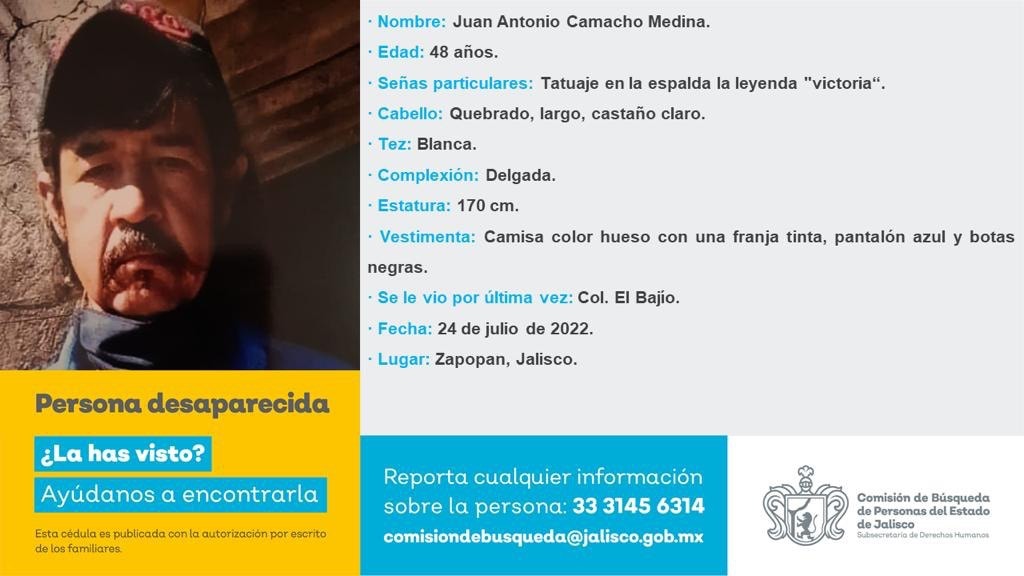 · Nombre: Juan Antonio Camacho Medina.
· Edad: 48 años.
· Señas particulares: Tatuaje en la espalda la leyenda "victoria“.
· Cabello: Quebrado, largo, castaño claro.
· Tez: Blanca.
· Complexión: Delgada.
· Estatura: 170 cm.
· Vestimenta: Camisa color hueso con una franja tinta, pantalón azul y botas
negras.
· Se le vio por última vez: Col. El Bajío.
· Fecha: 24 de julio de 2022.
· Lugar: Zapopan, Jalisco.
Persona desaparecida
¿La has visto?
Ayúdanos a encontrarla
Esta cédula es publicada con la autorización por escrito
de los familiares.
Reporta cualquier información
sobre la persona: 33 3145 6314
comisiondebusqueda@jalisco.gob.mx
Comisión de Búsqueda
de Personas del Estado
de Jalisco
Subsecretaría de Derechos Humanos